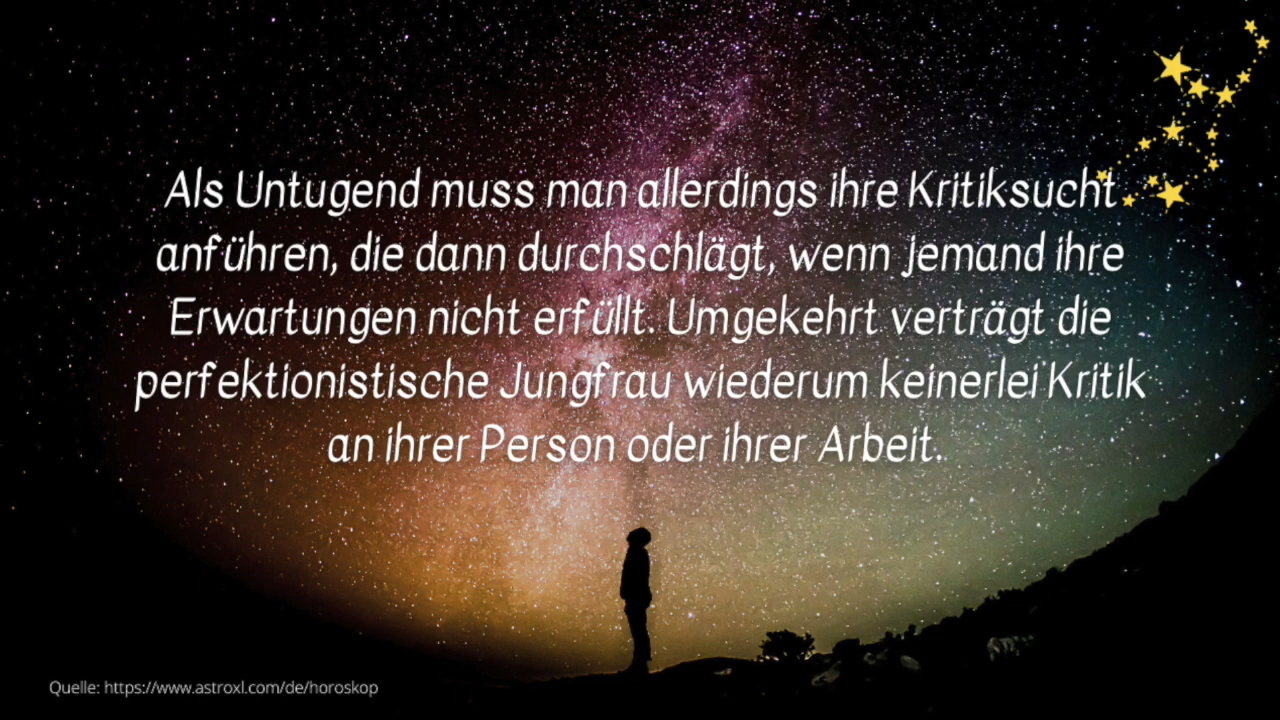 Als Untugend muss man allerdings ihre Kritiksucht
anführen, die dann durchschlägt, wenn jemand ihre
Erwartungen nicht erfüllt. Umgekehrt verträgt die
perfektionistische Jungfrau wiederum keinerlei Kritik
an ihrer Person oder ihrer Arbeit.
Quelle: https://www.astroxl.com/de/horoskop